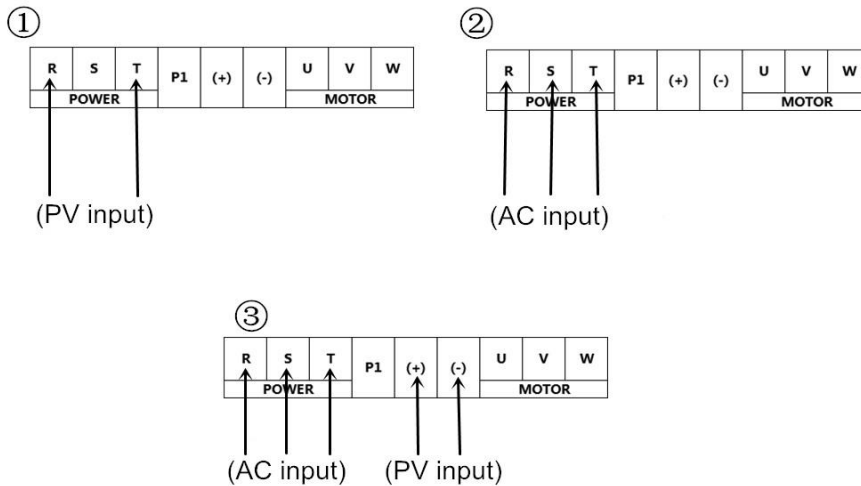 ①
R S T P1 (+) (-) U V W
POWER MOTOR
(PV input)
②
R S T P1 (+) (-) U V W
POWER MOTOR
(AC input)
③
R S T P1 (+) (-) U V W
POWER MOTOR
(AC input) (PV input)